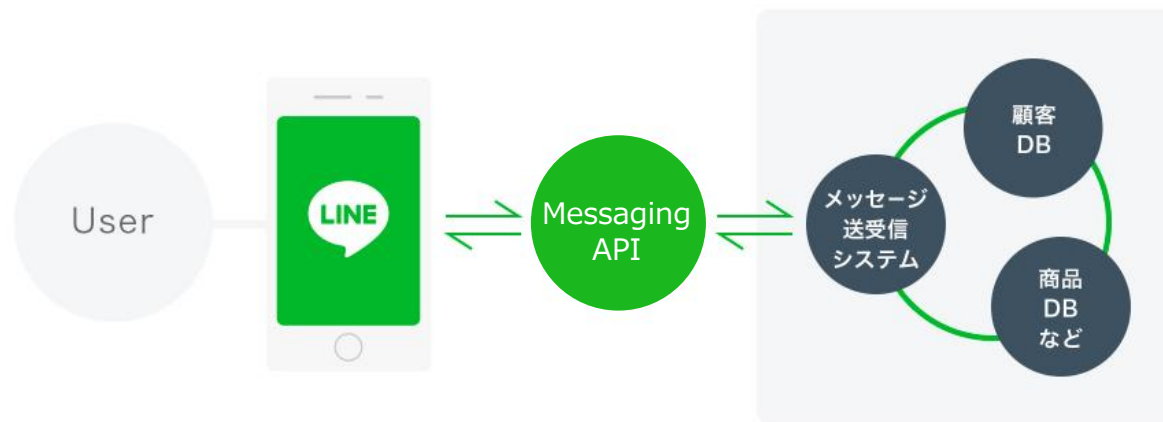 User
LINE
Messaging
API
メッセージ
送受信
システム
顧客
DB
商品
DB
など